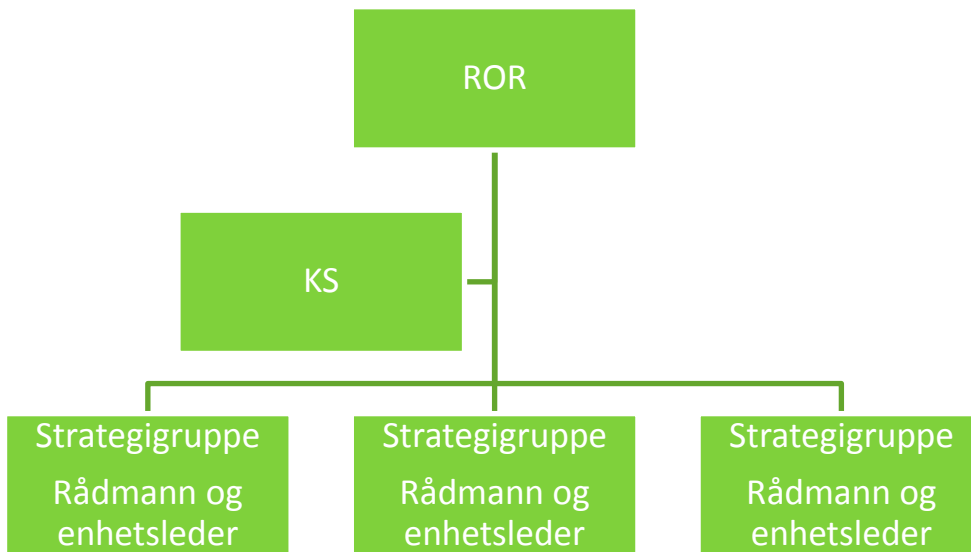 ROR
KS
Strategigruppe
Rådmann og
enhetsleder
Strategigruppe
Rådmann og
enhetsleder
Strategigruppe
Rådmann og
enhetsleder